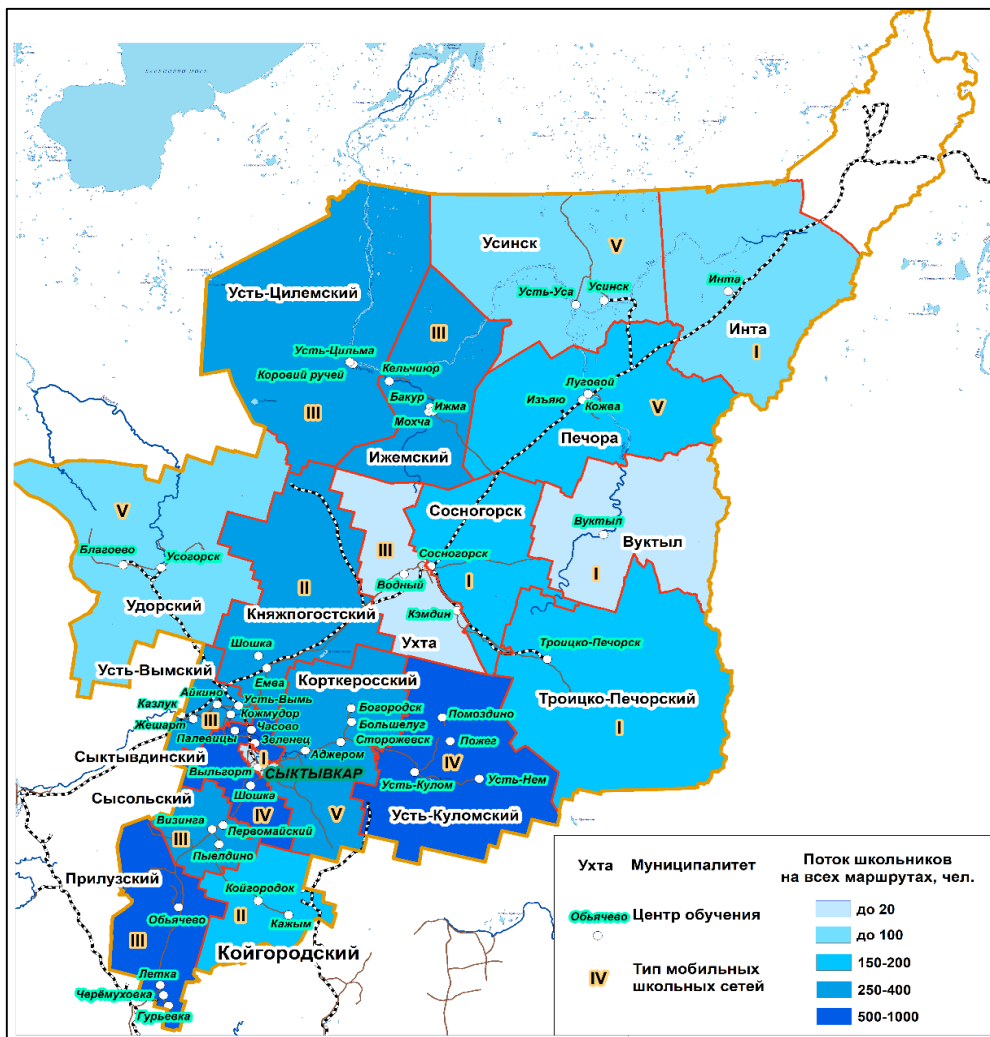 Усинск
V
Усть-Цилемский
Усть-Уса
Усинск
Инта
III
Инта
I
Усть-Цильма
Коровий ручей
Кельчиюр
Луговой
Бакур
Ижма
Изъяю
Кожва
V
III
Мохча
Печора
Ижемский
Сосногорск
V
Вуктыл
Вуктыл
III
Благоево
Усогорск
Сосногорск
I
Водный
I
II
Удорский
Княжпогостский
Кэмдин
Ухта
Троицко-Печорск
Шошка
Усть-Вымский
Емва
Корткеросский
Троицко-Печорский
Айкино
Усть-Вымь
Богородск
I
Казлук
Кожмудор
Помоздино
Жешарт
III
Часово
Большелуг
Палевицы
Зеленец
Сторожевск
Пожег
Сыктывдинский
I
Аджером
IV
Выльгорт
СЫКТЫВКАР
Усть-Кулом
Усть-Нем
Сысольский
Шошка
IV
V
Усть-Куломский
Визинга
Первомайский
III
Пыелдино
Прилузский
Койгородок
Обьячево
II
Кажым
III
Койгородский
Летка
Черёмуховка
Гурьевка
Ухта Муниципалитет
Обьячево Центр обучения
IV Тип мобильных
школьных сетей
Поток школьников
на всех маршрутах, чел.
до 20
до 100
150-200
250-400
500-1000